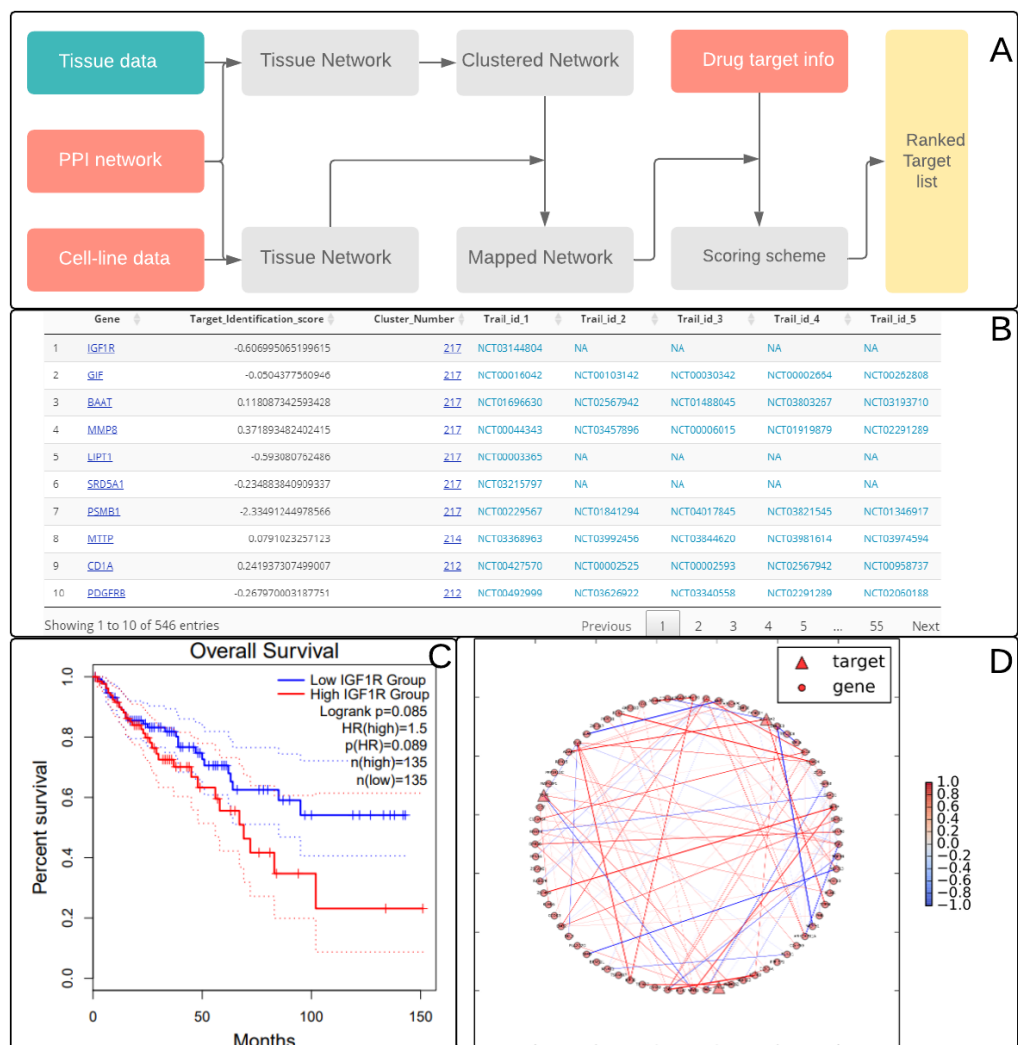 Tissue data
Tissue Network
Clustered Network
Drug target info
A
PPI network
Ranked
Target
list
Cell-line data
Tissue Network
Mapped Network
Scoring scheme
B
Gene Target_Identification_score Cluster_Number Trail_id_1 Trail_id_2 Trail_id_3 Trail_id_4 Trail_id_5
1 IGF1R -0.606995065199615 217 NCT03144804 NA NA NA NA
2 GIF -0.0504377560946 217 NCT00016042 NCT00103142 NCT00030342 NCT00002664 NCT00262808
3 BAAT 0.118087342593428 217 NCT01696630 NCT02567942 NCT01488045 NCT03803267 NCT03193710
4 MMP8 0.371893482402415 217 NCT00044343 NCT03457896 NCT00006015 NCT01919879 NCT02291289
5 LIPT1 -0.593080762486 217 NCT00003365 NA NA NA NA
6 SRD5A1 -0.234883840909337 217 NCT03215797 NA NA NA NA
7 PSMB1 -2.33491244978566 217 NCT00229567 NCT01841294 NCT04017845 NCT03821545 NCT01346917
8 MTTP 0.0791023257113 214 NCT03368963 NCT03992456 NCT03844620 NCT03981614 NCT03974594
9 CD1A 0.241937307499007 212 NCT00427570 NCT00002525 NCT00002593 NCT02567942 NCT00958737
10 PDGFRB -0.267970003187751 212 NCT00492999 NCT03626922 NCT03340558 NCT02291289 NCT02060188
Showing 1 to 10 of 546 entries Previous 1 2 3 4 5 ... 55 Next
Overall Survival
C
Low IGF1R Group
High IGF1R Group
Logrank p=0.085
HR(high)=1.5
p(HR)=0.089
n(high)=135
n(low)=135
Percent survival
1.0
0.8
0.6
0.4
0.2
0.0
0 50 100 150
Months
D
target
gene
1.0
0.8
0.6
0.4
0.2
0.0
−0.2
−0.4
−0.6
−0.8
−1.0